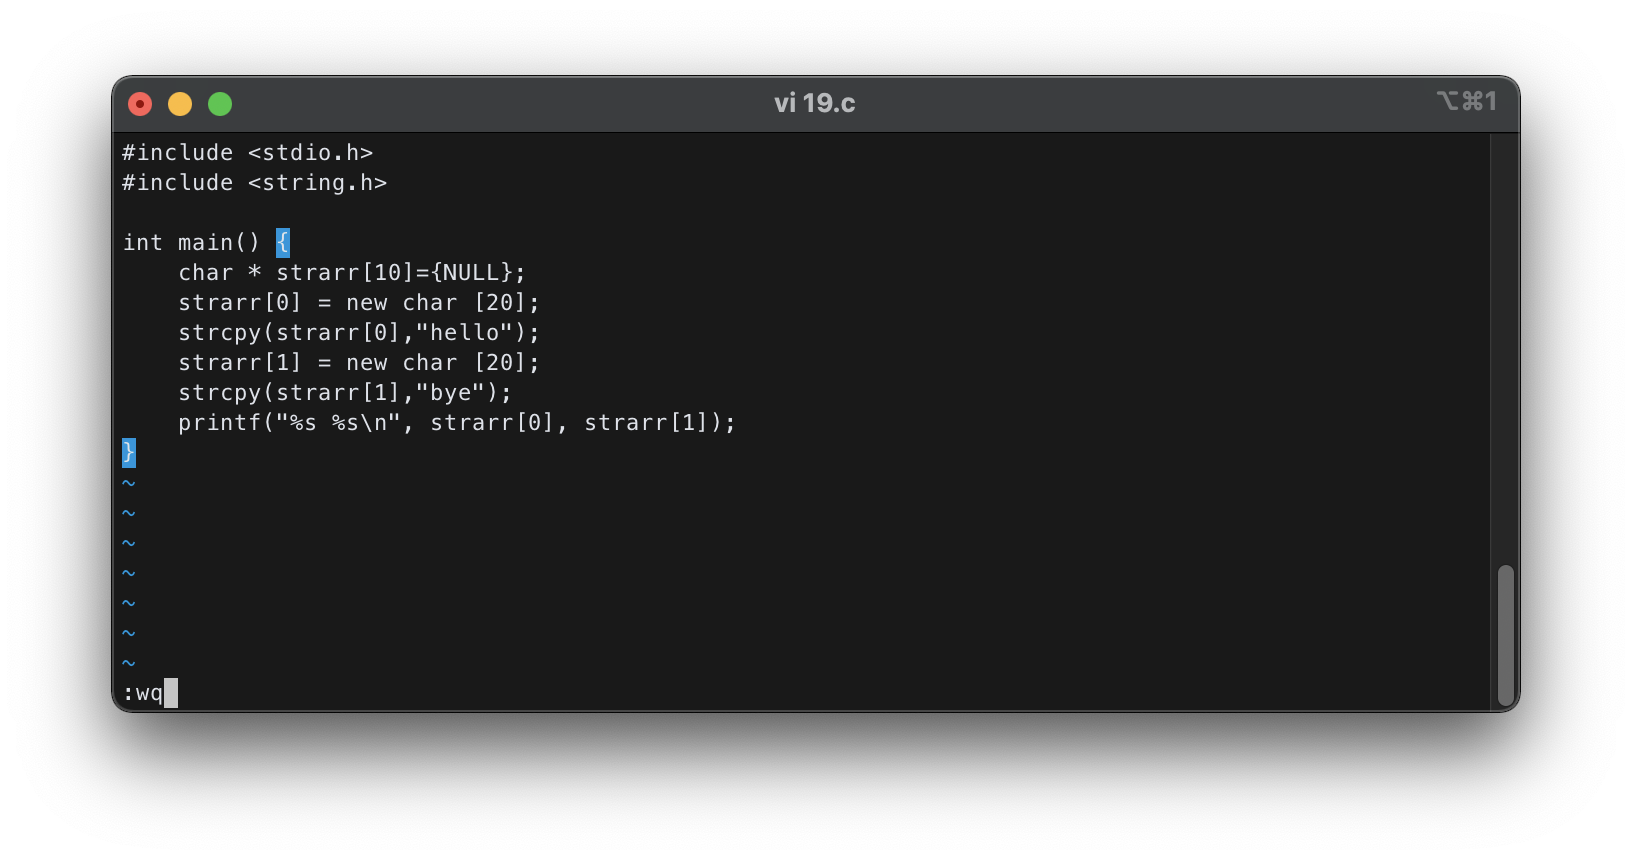 vi 19.c
⌥⌘1
#include <stdio.h>
#include <string.h>

int main() {
    char * strarr[10]={NULL};
    strarr[0] = new char [20];
    strcpy(strarr[0],"hello");
    strarr[1] = new char [20];
    strcpy(strarr[1],"bye");
    printf("%s %s\n", strarr[0], strarr[1]);
}
~
~
~
~
~
~
~
:wq